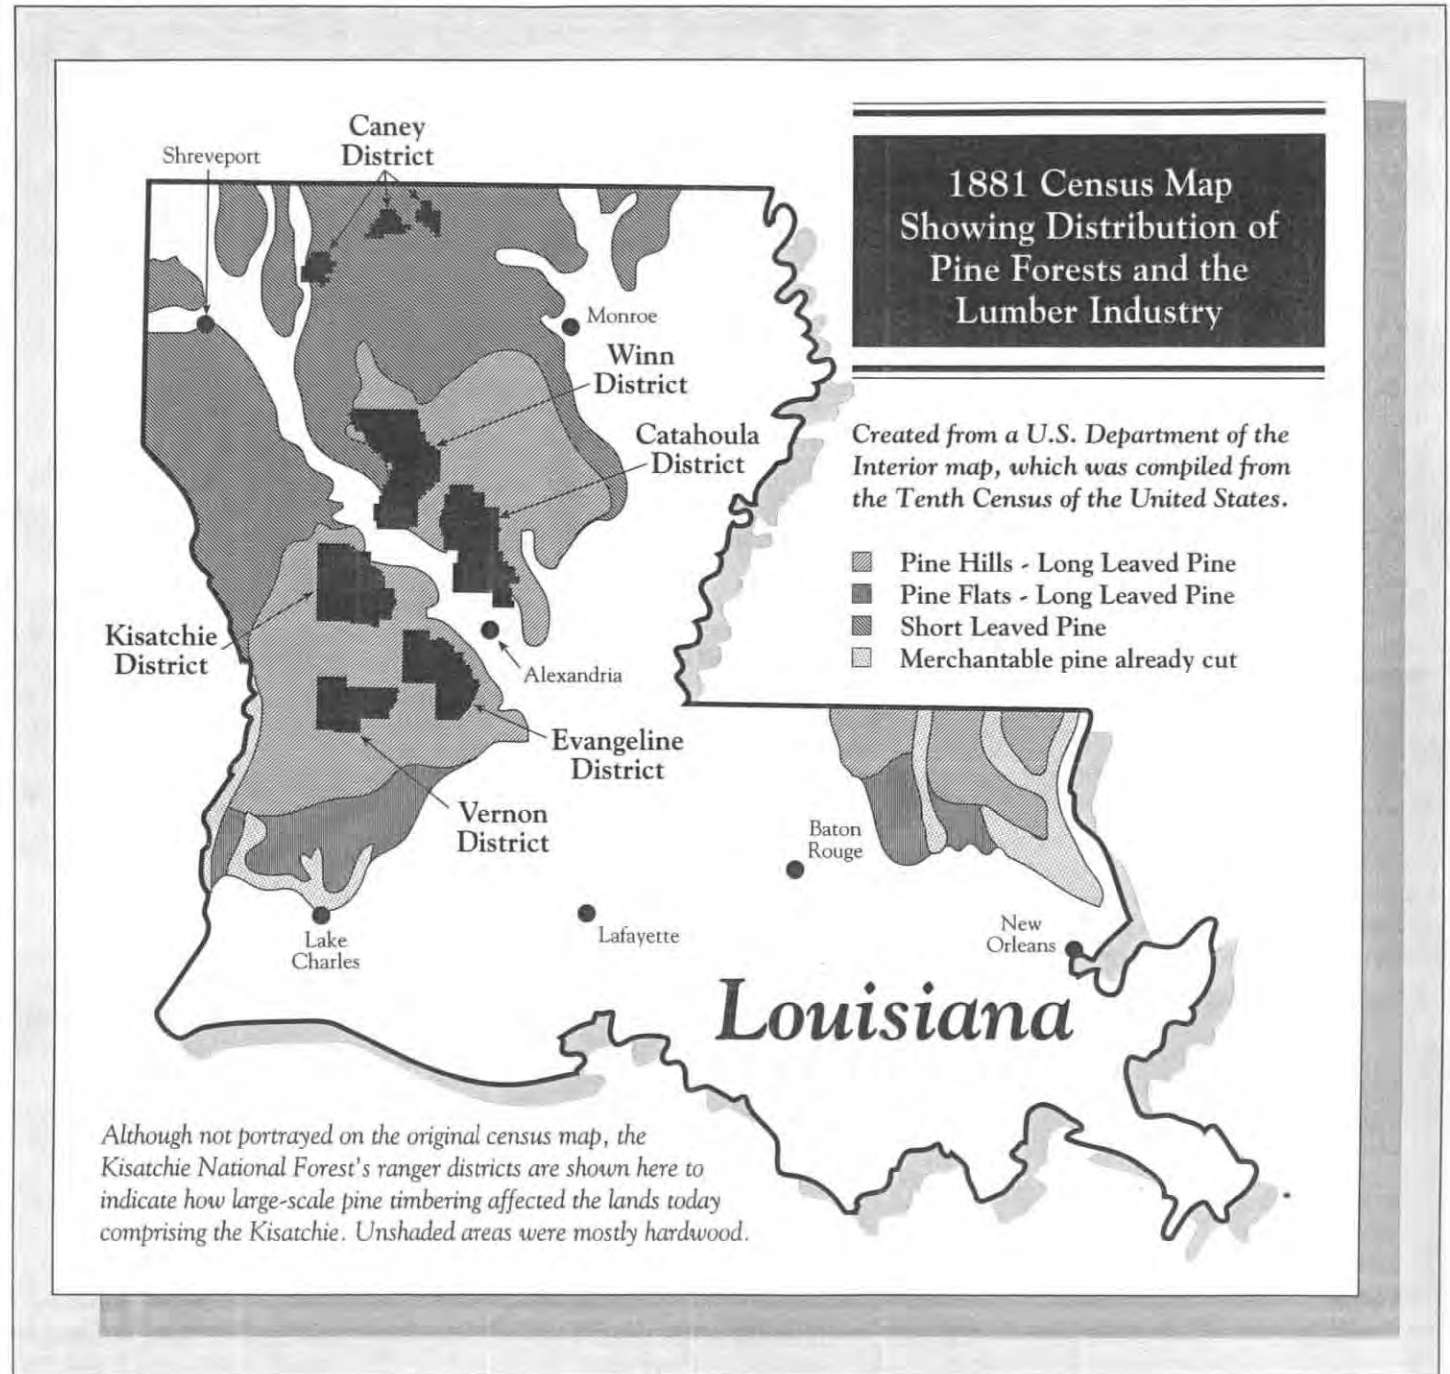 Caney
District
Shreveport
1881 Census Map
Showing Distribution of
Pine Forests and the
Lumber Industry
Monroe
Winn
District
Catahoula
District
Created from a U.S. Department of the
Interior map, which was compiled from
the Tenth Census of the United States.
Pine Hills - Long Leaved Pine
Pine Flats - Long Leaved Pine
Short Leaved Pine
Merchantable pine already cut
Kisatchie
District
Alexandria
Evangeline
District
Vernon
District
Baton
Rouge
Lake
Charles
Lafayette
New
Orleans
Louisiana
Although not portrayed on the original census map, the
Kisatchie National Forest's ranger districts are shown here to
indicate how large-scale pine timbering affected the lands today
comprising the Kisatchie. Unshaded areas were mostly hardwood.